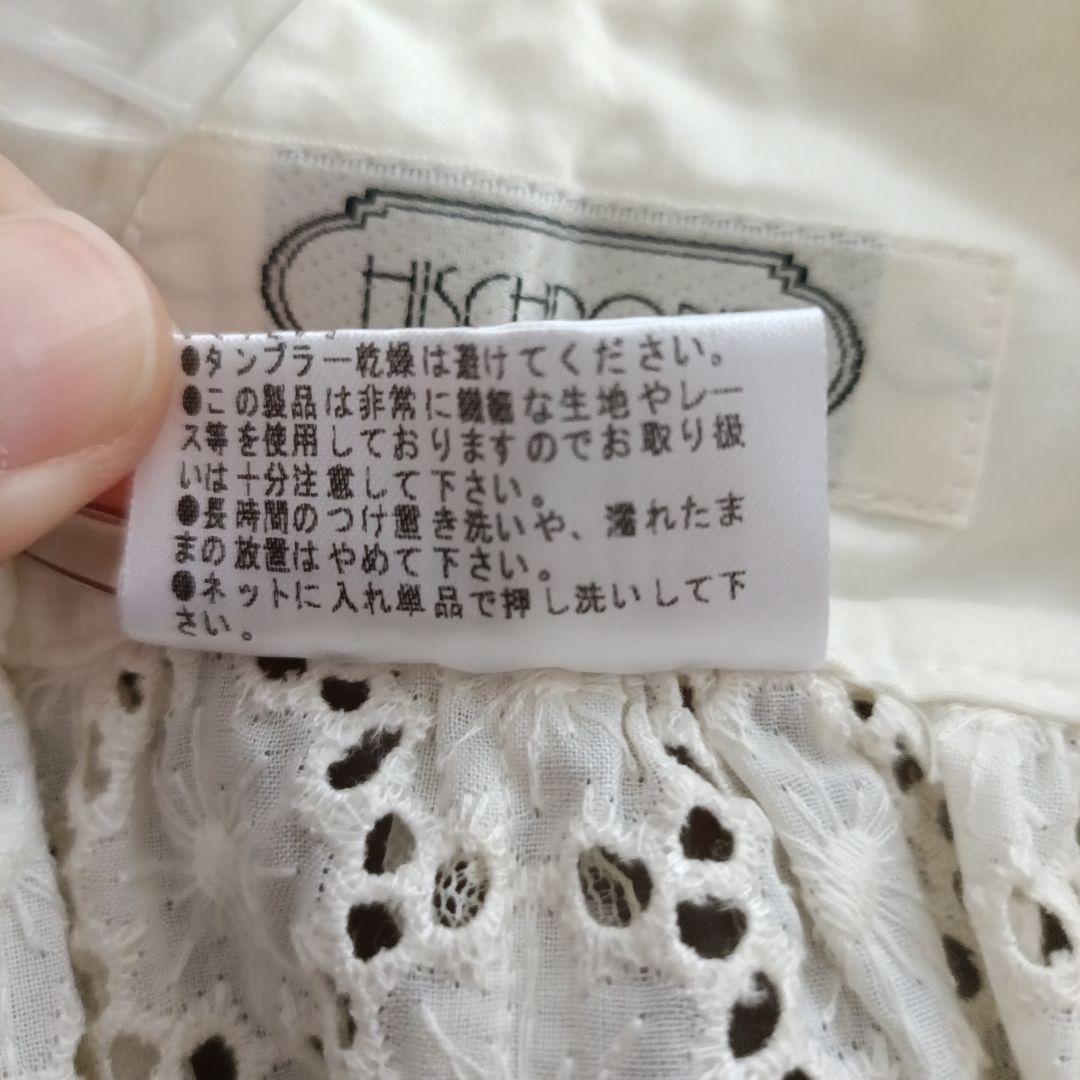 ●タンブラー乾燥は避けてください。
●この製品は非常に繊細な生地やレー
ス等を使用しておりますのでお取り扱
いは十分注意して下さい。
●長時間のつけ置き洗いや、濡れたま
まの放置はやめて下さい。
●ネットに入れ単品で押し洗いして下
さい。